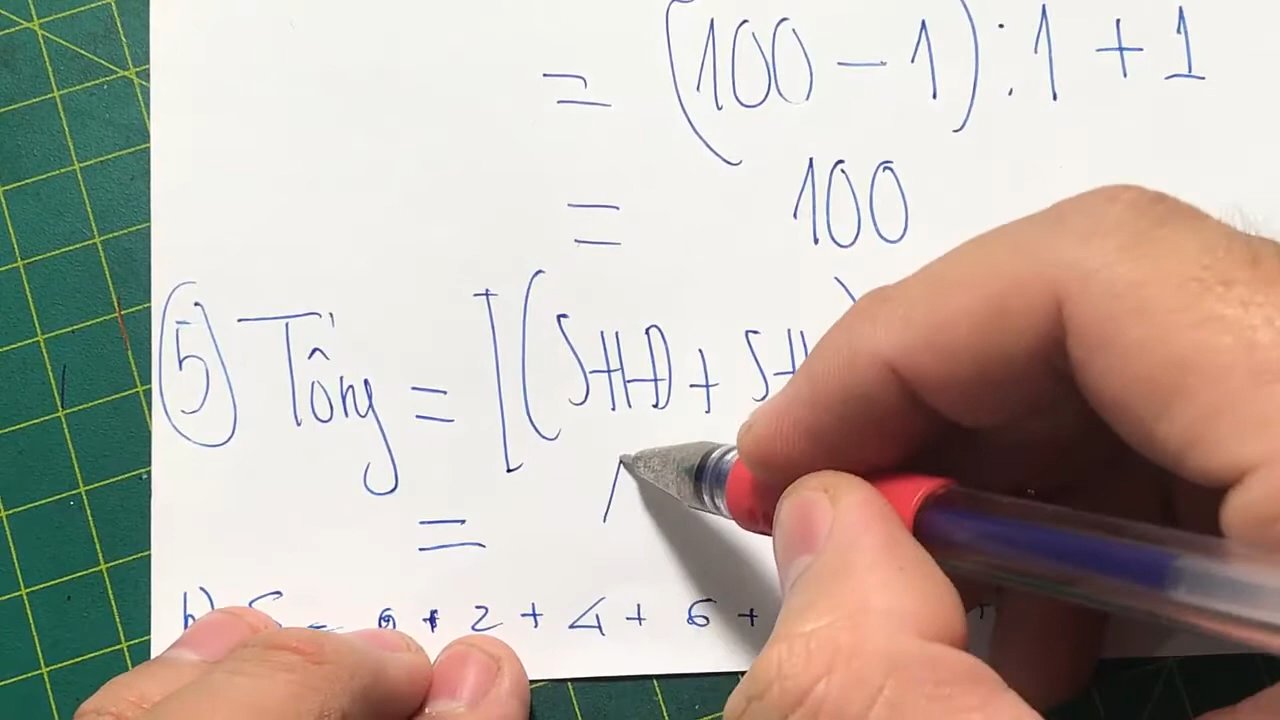 = (100 - 1) : 1 + 1
= 100
5 Tổng = [(SHĐ + SH
=
b) S = 0 + 2 + 4 + 6 +